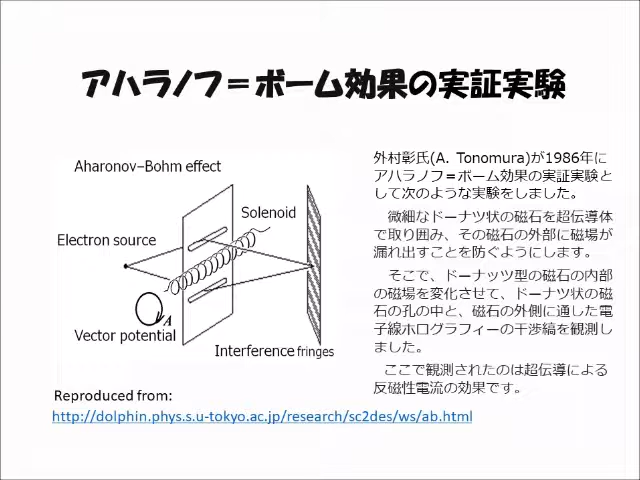 アハラノフ＝ボーム効果の実証実験
Aharonov–Bohm effect
Solenoid
Electron source
A
Vector potential
Interference fringes
外村彰氏(A. Tonomura)が1986年に
アハラノフ＝ボーム効果の実証実験と
して次のような実験をしました。
微細なドーナツ状の磁石を超伝導体
で取り囲み、その磁石の外部に磁場が
漏れ出すことを防ぐようにします。
そこで、ドーナッツ型の磁石の内部
の磁場を変化させて、ドーナツ状の磁
石の孔の中と、磁石の外側に通した電
子線ホログラフィーの干渉縞を観測し
ました。
ここで観測されたのは超伝導による
反磁性電流の効果です。
Reproduced from:
http://dolphin.phys.s.u-tokyo.ac.jp/research/sc2des/ws/ab.html